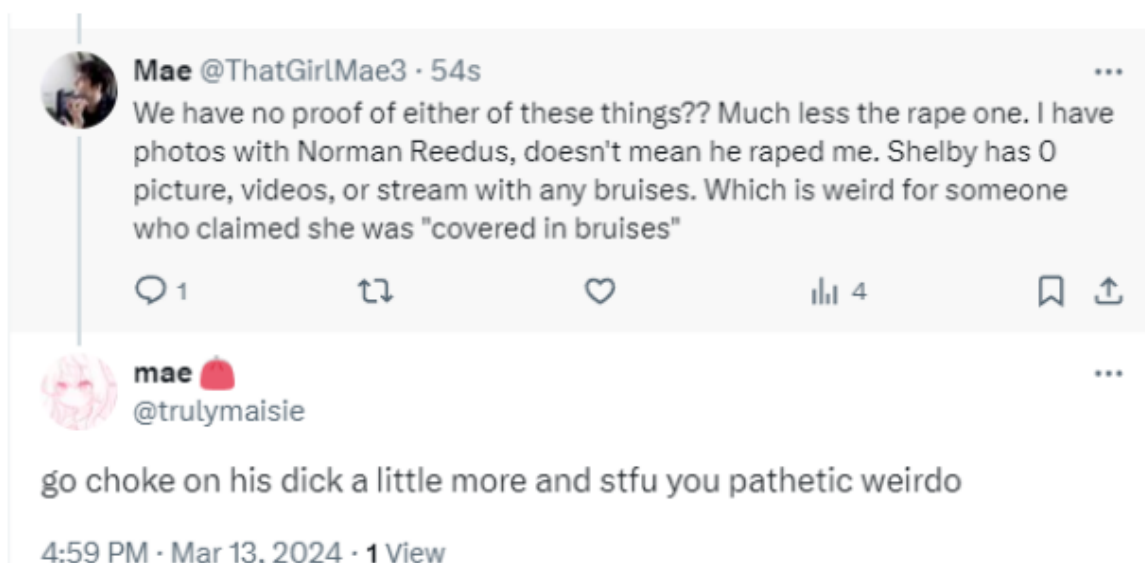 Mae @ThatGirlMae3 · 54s
We have no proof of either of these things?? Much less the rape one. I have
photos with Norman Reedus, doesn't mean he raped me. Shelby has 0
picture, videos, or stream with any bruises. Which is weird for someone
who claimed she was "covered in bruises"
1 4
mae
@trulymaisie
go choke on his dick a little more and stfu you pathetic weirdo
4:59 PM · Mar 13, 2024 · 1 View